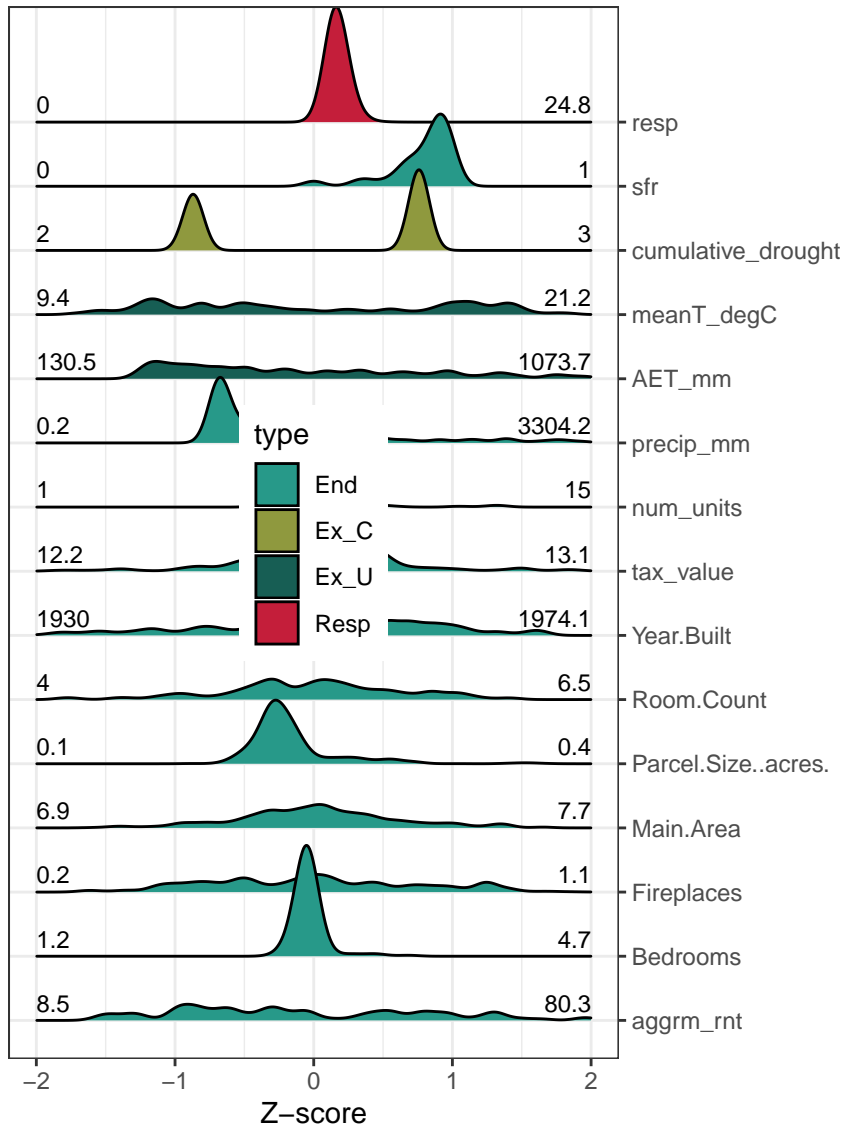 0 24.8 resp
0 1 sfr
2 3 cumulative_drought
9.4 21.2 meanT_degC
130.5 1073.7 AET_mm
0.2 3304.2 precip_mm
type
End
1 15 num_units
Ex_C
12.2 13.1 tax_value
Ex_U
1930 1974.1 Year.Built
Resp
4 6.5 Room.Count
0.1 0.4 Parcel.Size..acres.
6.9 7.7 Main.Area
0.2 1.1 Fireplaces
1.2 4.7 Bedrooms
8.5 80.3 aggrm_rnt
−2 −1 0 1 2
Z−score